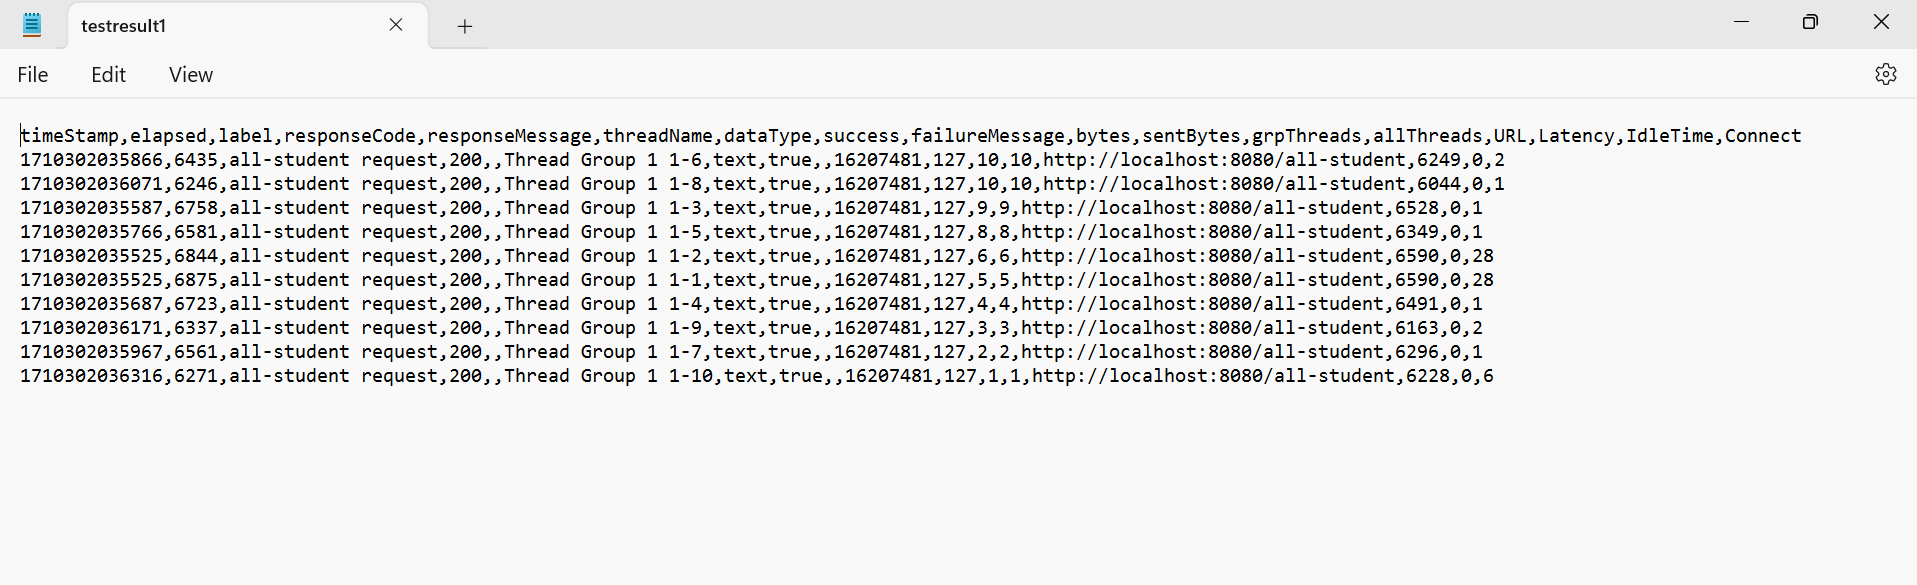 testresult1
File Edit View
timeStamp,elapsed,label,responseCode,responseMessage,threadName,dataType,success,failureMessage,bytes,sentBytes,grpThreads,allThreads,URL,Latency,IdleTime,Connect
1710302035866,6435,all-student request,200,,Thread Group 1 1-6,text,true,,16207481,127,10,10,http://localhost:8080/all-student,6249,0,2
1710302036071,6246,all-student request,200,,Thread Group 1 1-8,text,true,,16207481,127,10,10,http://localhost:8080/all-student,6044,0,1
1710302035587,6758,all-student request,200,,Thread Group 1 1-3,text,true,,16207481,127,9,9,http://localhost:8080/all-student,6528,0,1
1710302035766,6581,all-student request,200,,Thread Group 1 1-5,text,true,,16207481,127,8,8,http://localhost:8080/all-student,6349,0,1
1710302035525,6844,all-student request,200,,Thread Group 1 1-2,text,true,,16207481,127,6,6,http://localhost:8080/all-student,6590,0,28
1710302035525,6875,all-student request,200,,Thread Group 1 1-1,text,true,,16207481,127,5,5,http://localhost:8080/all-student,6590,0,28
1710302035687,6723,all-student request,200,,Thread Group 1 1-4,text,true,,16207481,127,4,4,http://localhost:8080/all-student,6491,0,1
1710302036171,6337,all-student request,200,,Thread Group 1 1-9,text,true,,16207481,127,3,3,http://localhost:8080/all-student,6163,0,2
1710302035967,6561,all-student request,200,,Thread Group 1 1-7,text,true,,16207481,127,2,2,http://localhost:8080/all-student,6296,0,1
1710302036316,6271,all-student request,200,,Thread Group 1 1-10,text,true,,16207481,127,1,1,http://localhost:8080/all-student,6228,0,6